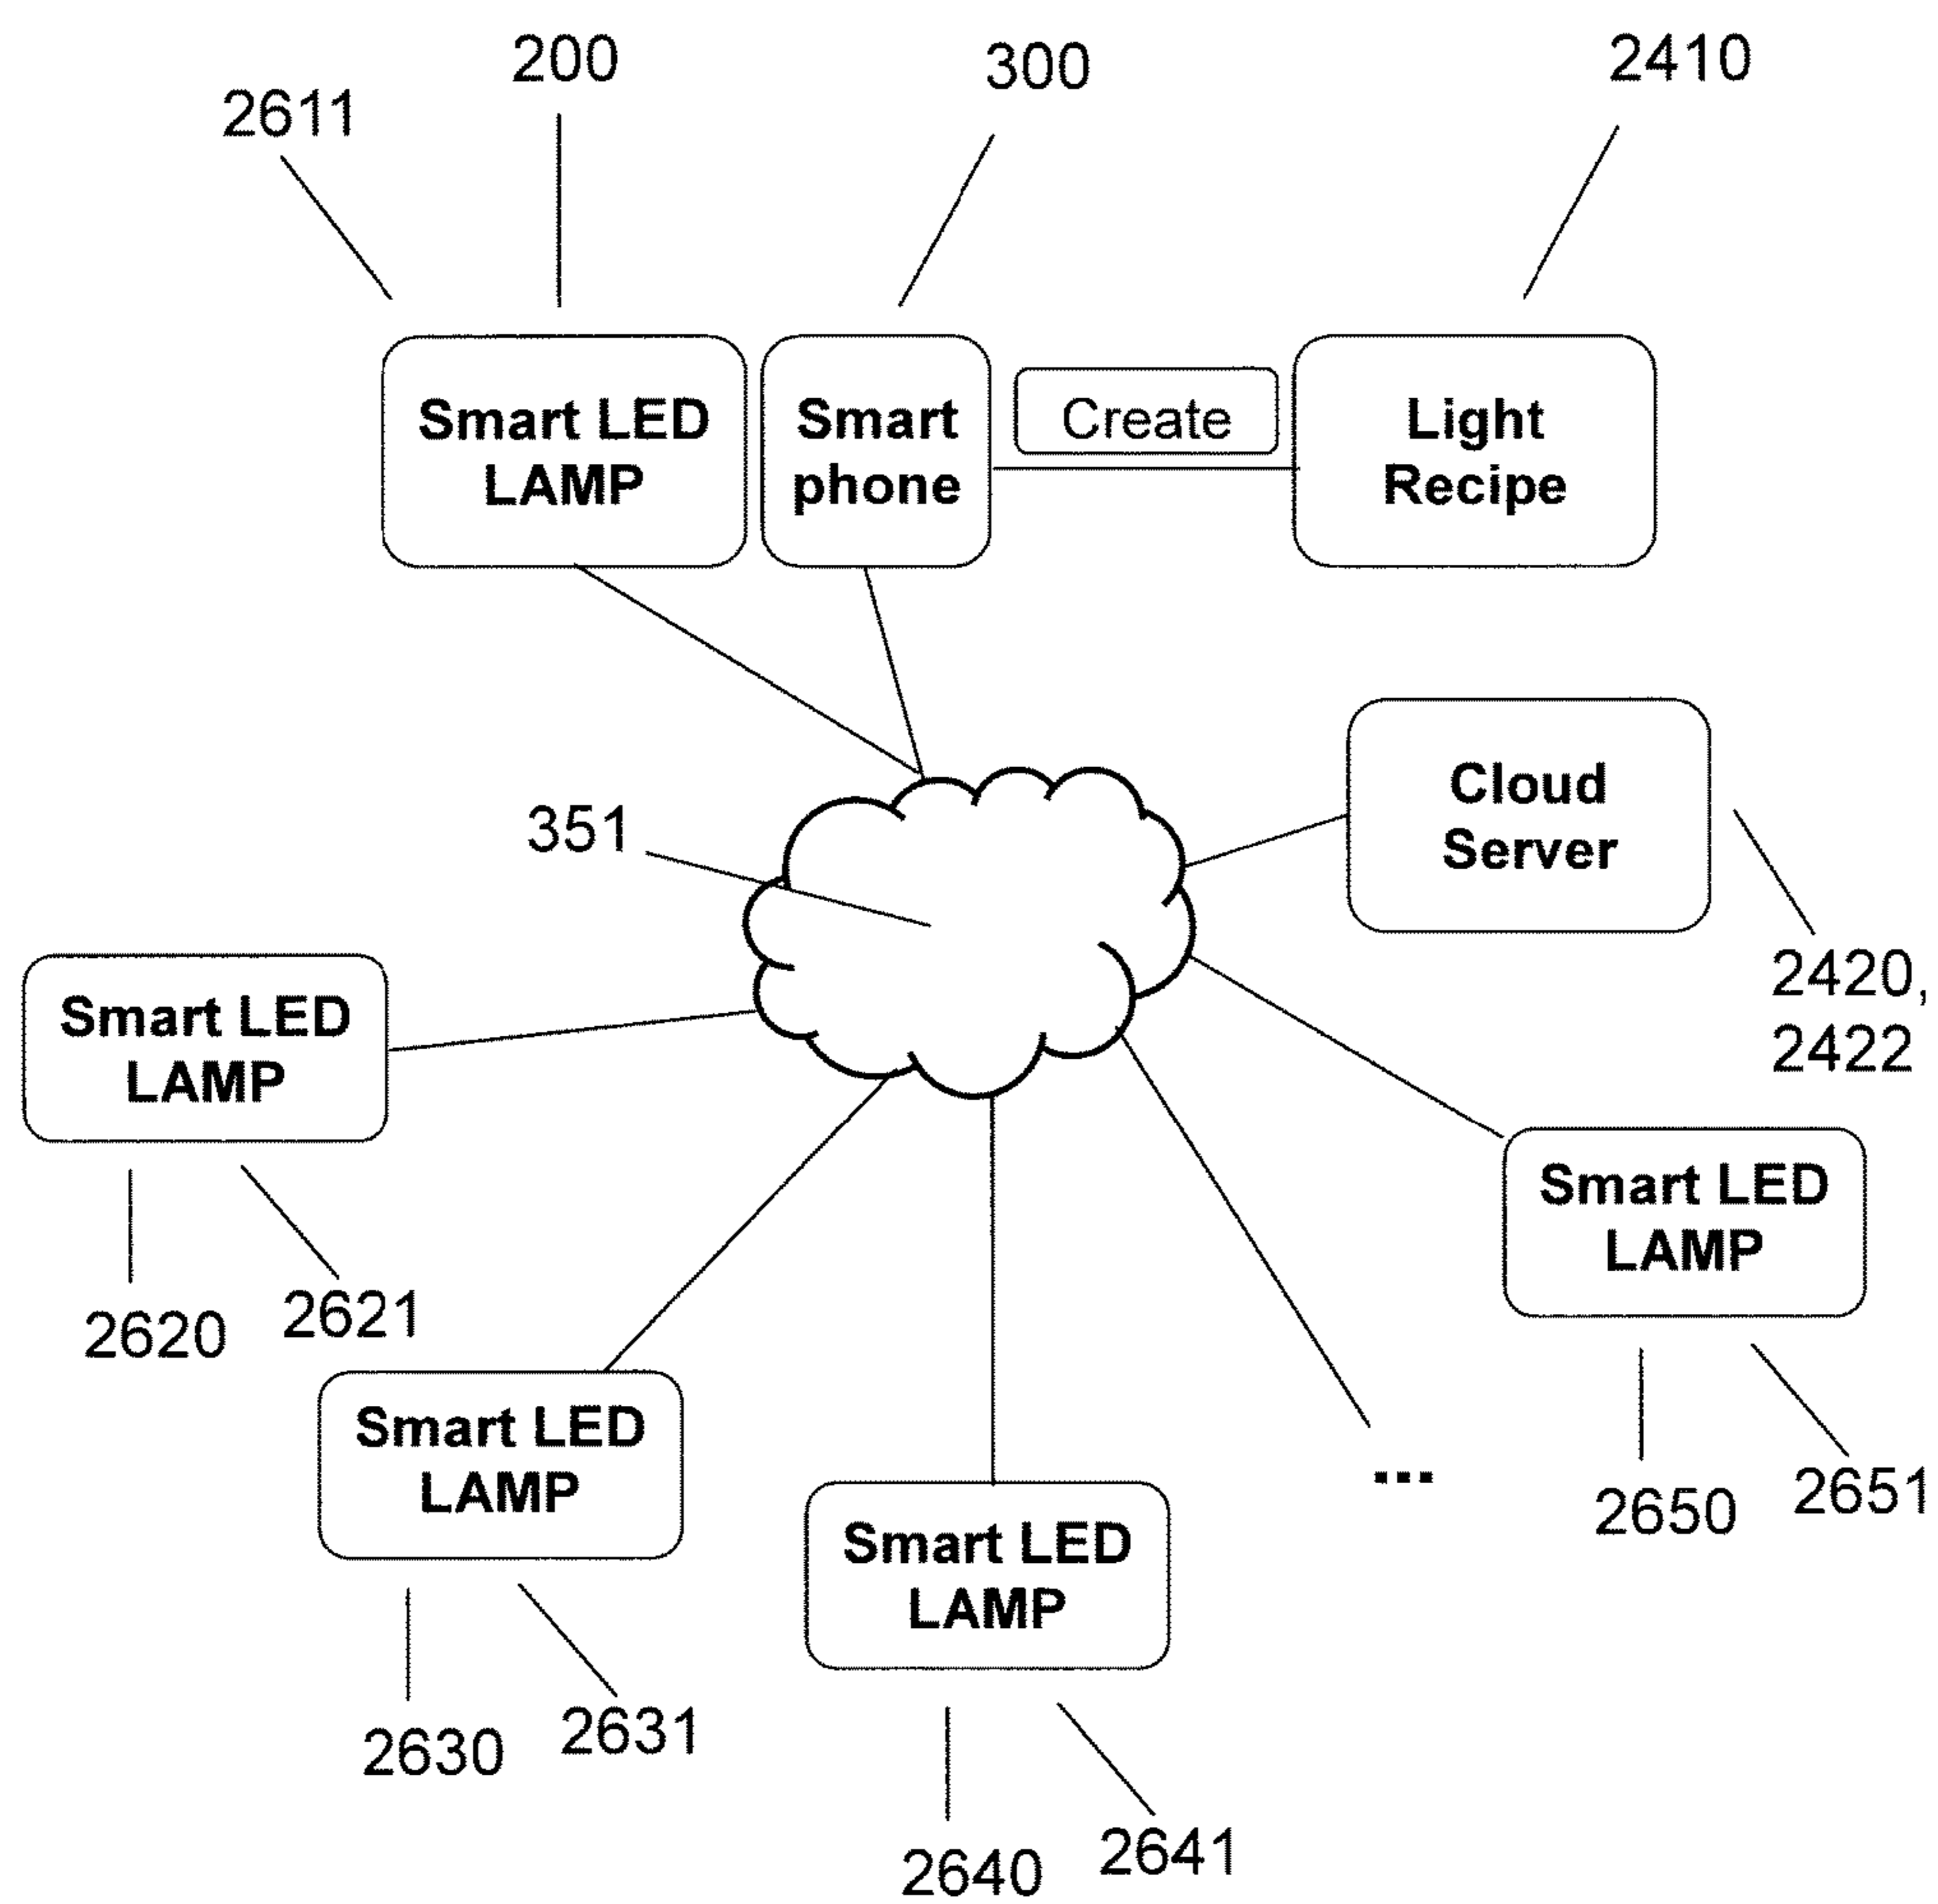 200
300
2410
2611
Smart LED
LAMP
Smart
phone
Create
Light
Recipe
Cloud
Server
351
2420,
2422
Smart LED
LAMP
2620
2621
Smart LED
LAMP
2650
2651
Smart LED
LAMP
2630
2631
...
Smart LED
LAMP
2640
2641